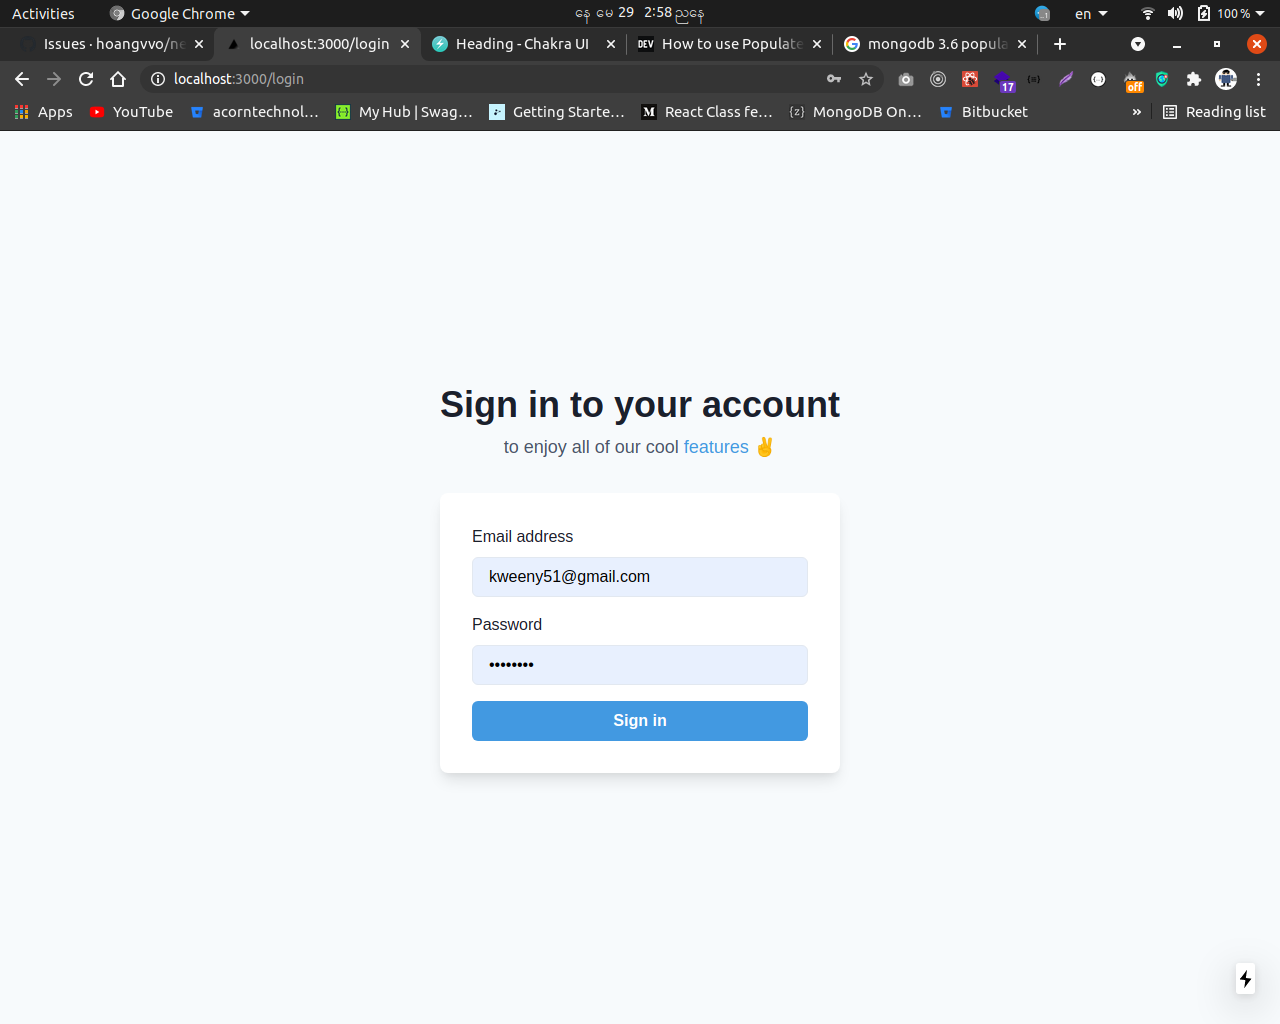 Activities Google Chrome နေ မေ 29 2:58 ညနေ en 100 %
Issues · hoangvvo/ne localhost:3000/login Heading - Chakra UI DEV How to use Populate mongodb 3.6 popula
localhost:3000/login 17 off
Apps YouTube acorntechnol… My Hub | Swag… Getting Starte… React Class fe… MongoDB On… Bitbucket » Reading list
Sign in to your account
to enjoy all of our cool features ✌️
Email address
kweeny51@gmail.com
Password
••••••••
Sign in